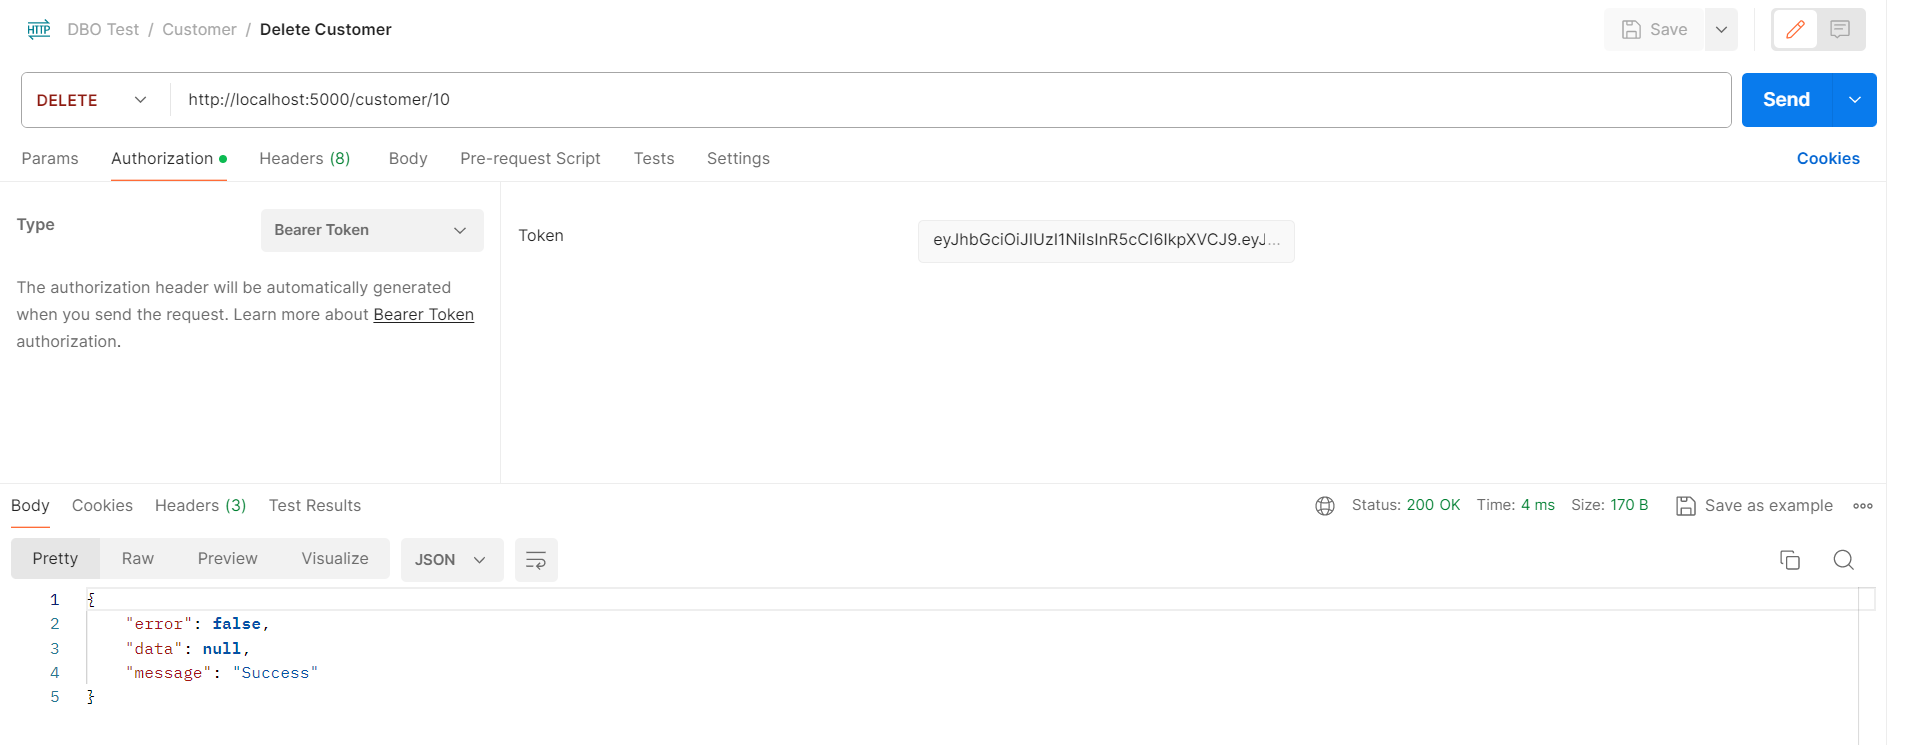 HTTP DBO Test / Customer / Delete Customer Save
DELETE http://localhost:5000/customer/10 Send
Params Authorization Headers (8) Body Pre-request Script Tests Settings Cookies
Type Bearer Token Token eyJhbGciOiJIUzI1NiIsInR5cCI6IkpXVCJ9.eyJ...
The authorization header will be automatically generated
when you send the request. Learn more about Bearer Token
authorization.
Body Cookies Headers (3) Test Results Status: 200 OK Time: 4 ms Size: 170 B Save as example
Pretty Raw Preview Visualize JSON
1 {
2 "error": false,
3 "data": null,
4 "message": "Success"
5 }